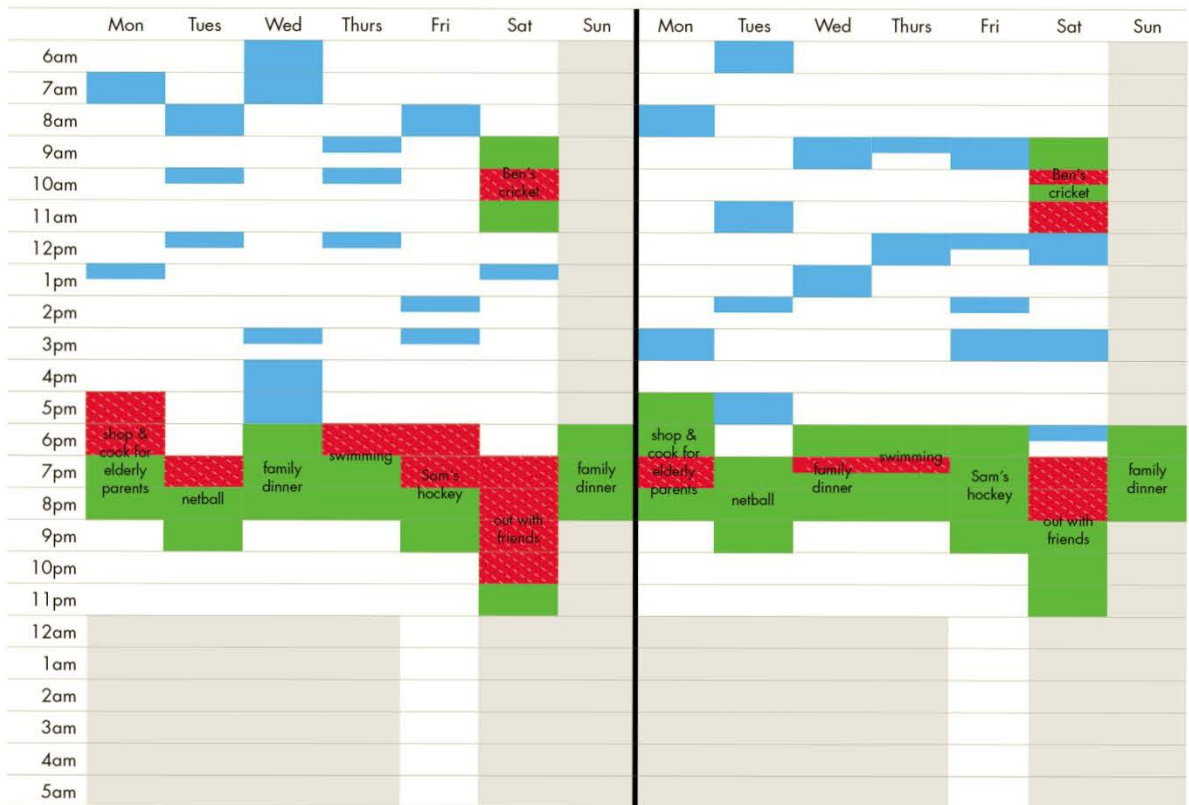 Mon Tues Wed Thurs Fri Sat Sun Mon Tues Wed Thurs Fri Sat Sun
6am
7am
8am
9am
10am
11am
12pm
1pm
2pm
3pm
4pm
5pm
6pm
7pm
8pm
9pm
10pm
11pm
12am
1am
2am
3am
4am
5am
Ben's
cricket
shop &
cook for
elderly
parents
netball
family
dinner
swimming
Sam's
hockey
out with
friends
family
dinner
Ben's
cricket
shop &
cook for
elderly
parents
netball
family
dinner
swimming
Sam's
hockey
out with
friends
family
dinner